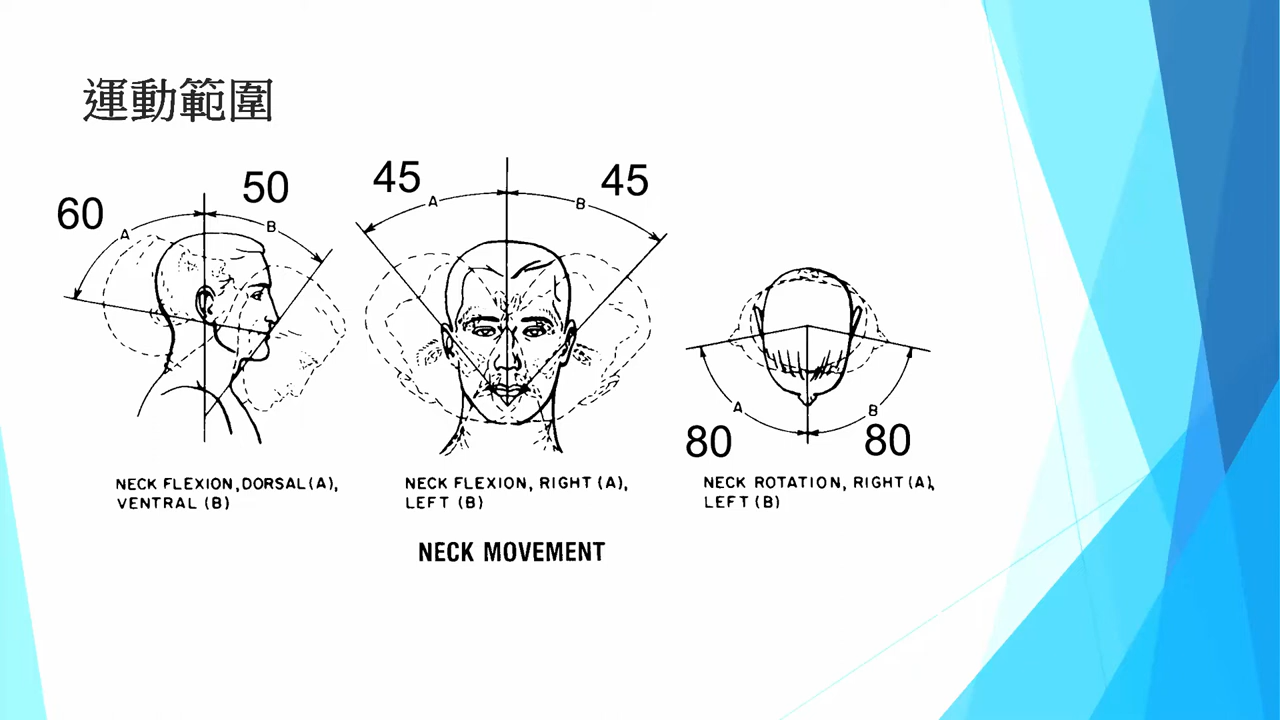 運動範圍
60
A
50
B
45
A
45
B
A
80
B
80
NECK FLEXION, DORSAL (A),
VENTRAL (B)
NECK FLEXION, RIGHT (A),
LEFT (B)
NECK ROTATION, RIGHT (A),
LEFT (B)
NECK MOVEMENT